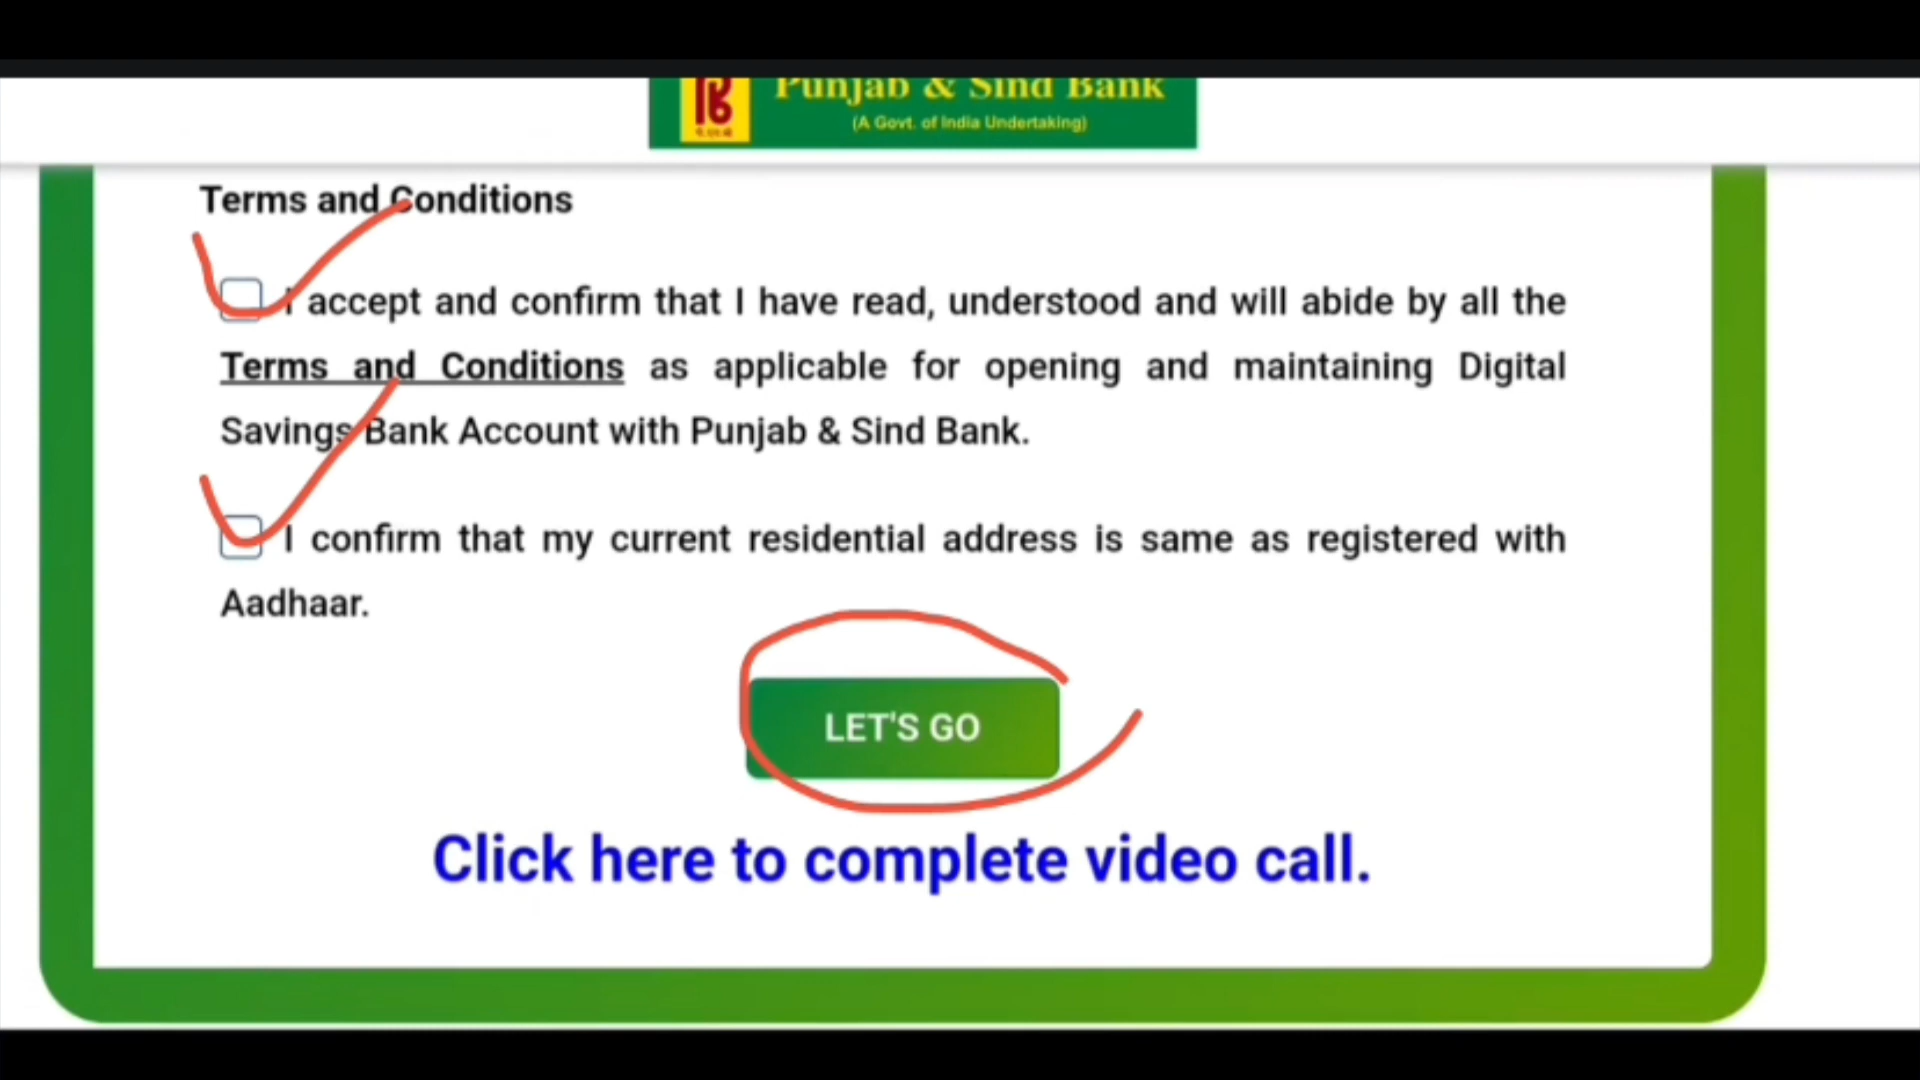 Punjab & Sind Bank
(A Govt. of India Undertaking)
Terms and Conditions
I accept and confirm that I have read, understood and will abide by all the
Terms and Conditions as applicable for opening and maintaining Digital
Savings Bank Account with Punjab & Sind Bank.
I confirm that my current residential address is same as registered with
Aadhaar.
LET'S GO
Click here to complete video call.